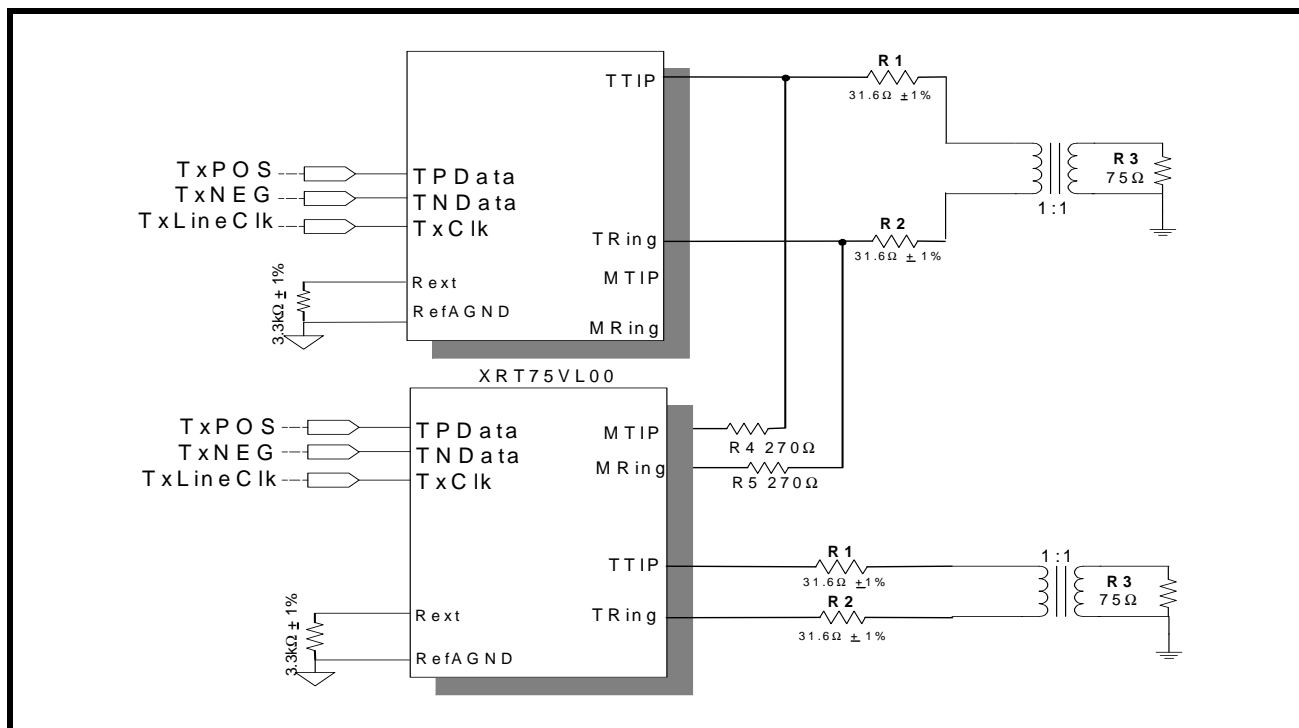 TTIP
R1
31.6Ω ±1%
TxPOS
TPData
TxNEG
TNData
TxLineClk
TxClk
R3
75Ω
1:1
TRing
R2
31.6Ω ± 1%
MTIP
Rext
RefAGND
MRing
3.3kΩ ± 1%
XRT75VL00
TxPOS
TPData
TxNEG
TNData
TxLineClk
TxClk
MTIP
R4 270Ω
MRing
R5 270Ω
TTIP
R1
31.6Ω ±1%
1:1
R3
75Ω
Rext
TRing
R2
31.6Ω ± 1%
RefAGND
3.3kΩ ± 1%